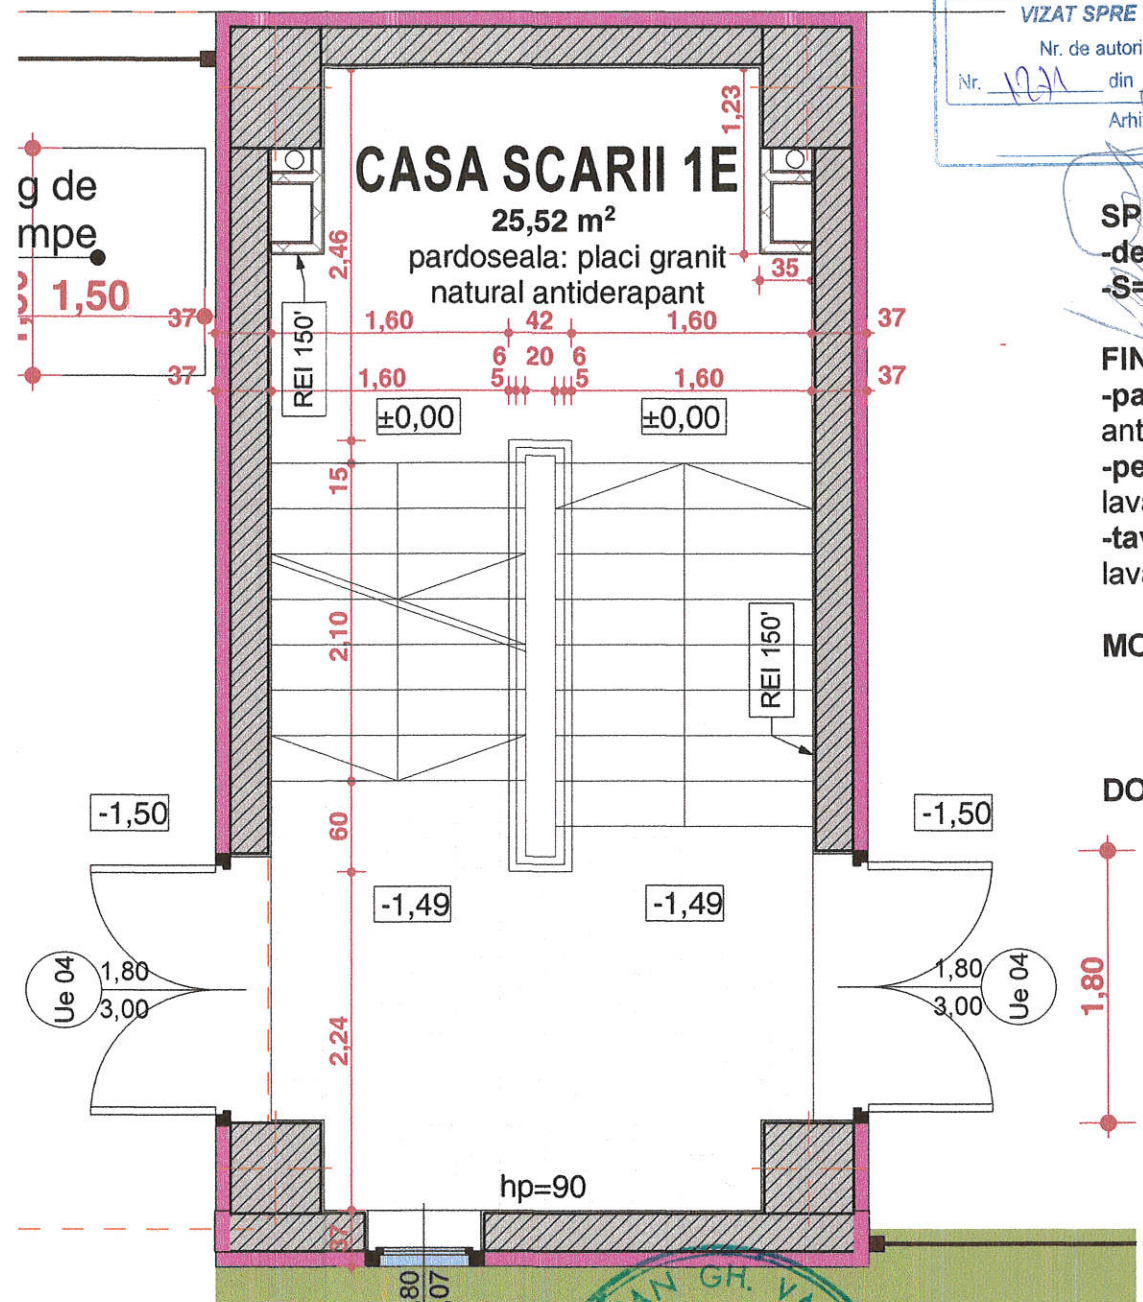 VIZAT SPRE
Nr. de autori
Nr. 1271 din
Arhi
g de
mpe
1,50
CASA SCARII 1E
25,52 m²
pardoseala: placi granit
natural antiderapant
1,23
2,46
35
REI 150'
37 1,60 42 1,60 37
6 20 6
37 1,60 5 5 1,60 37
±0,00 ±0,00
15
2,10
REI 150'
60
-1,50 -1,50
-1,49 -1,49
Ue 04 1,80 3,00
1,80 3,00 Ue 04
1,80
2,24
hp=90
37
80
07
AN GH. VA
SP
-de
-S=
FIN
-pa
ant
-pe
lava
-tav
lava
MO
DO